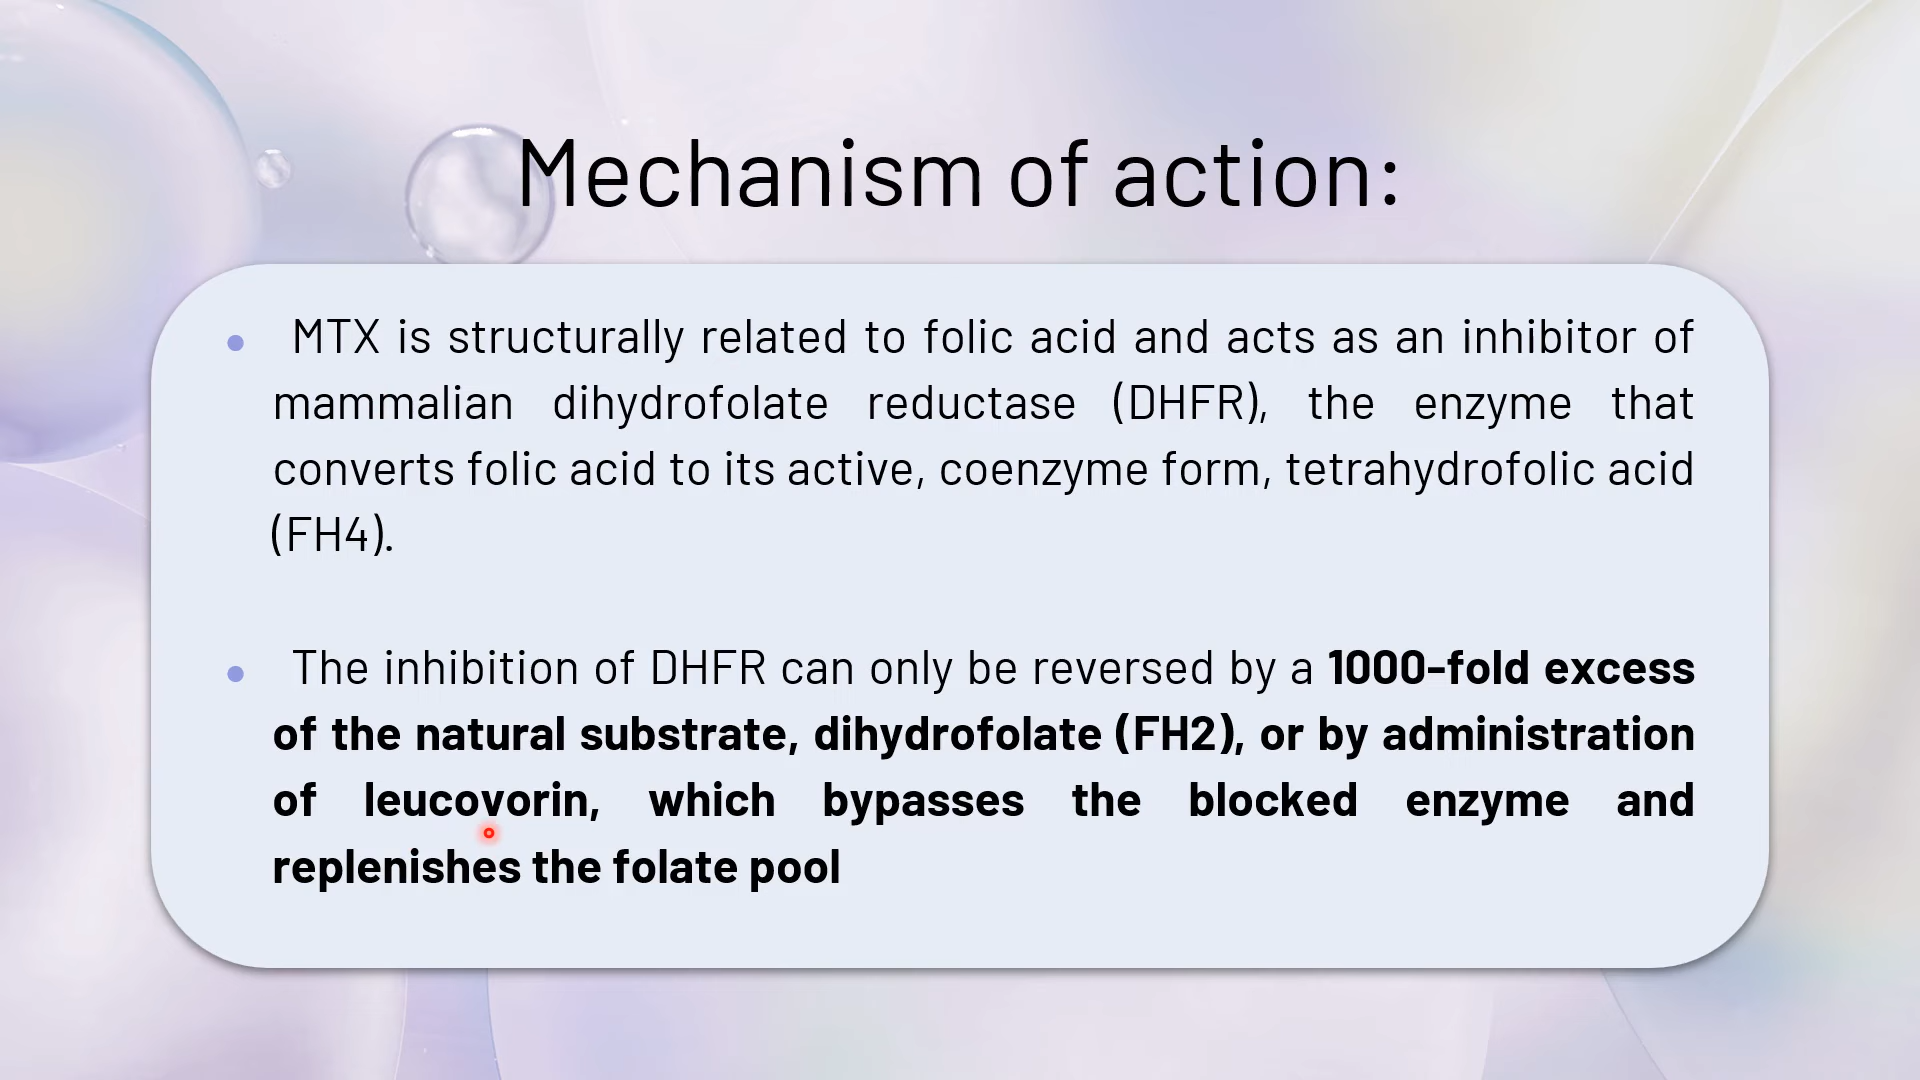 Mechanism of action:
MTX is structurally related to folic acid and acts as an inhibitor of
mammalian dihydrofolate reductase (DHFR), the enzyme that
converts folic acid to its active, coenzyme form, tetrahydrofolic acid
(FH4).
The inhibition of DHFR can only be reversed by a 1000-fold excess
of the natural substrate, dihydrofolate (FH2), or by administration
of leucovorin, which bypasses the blocked enzyme and
replenishes the folate pool